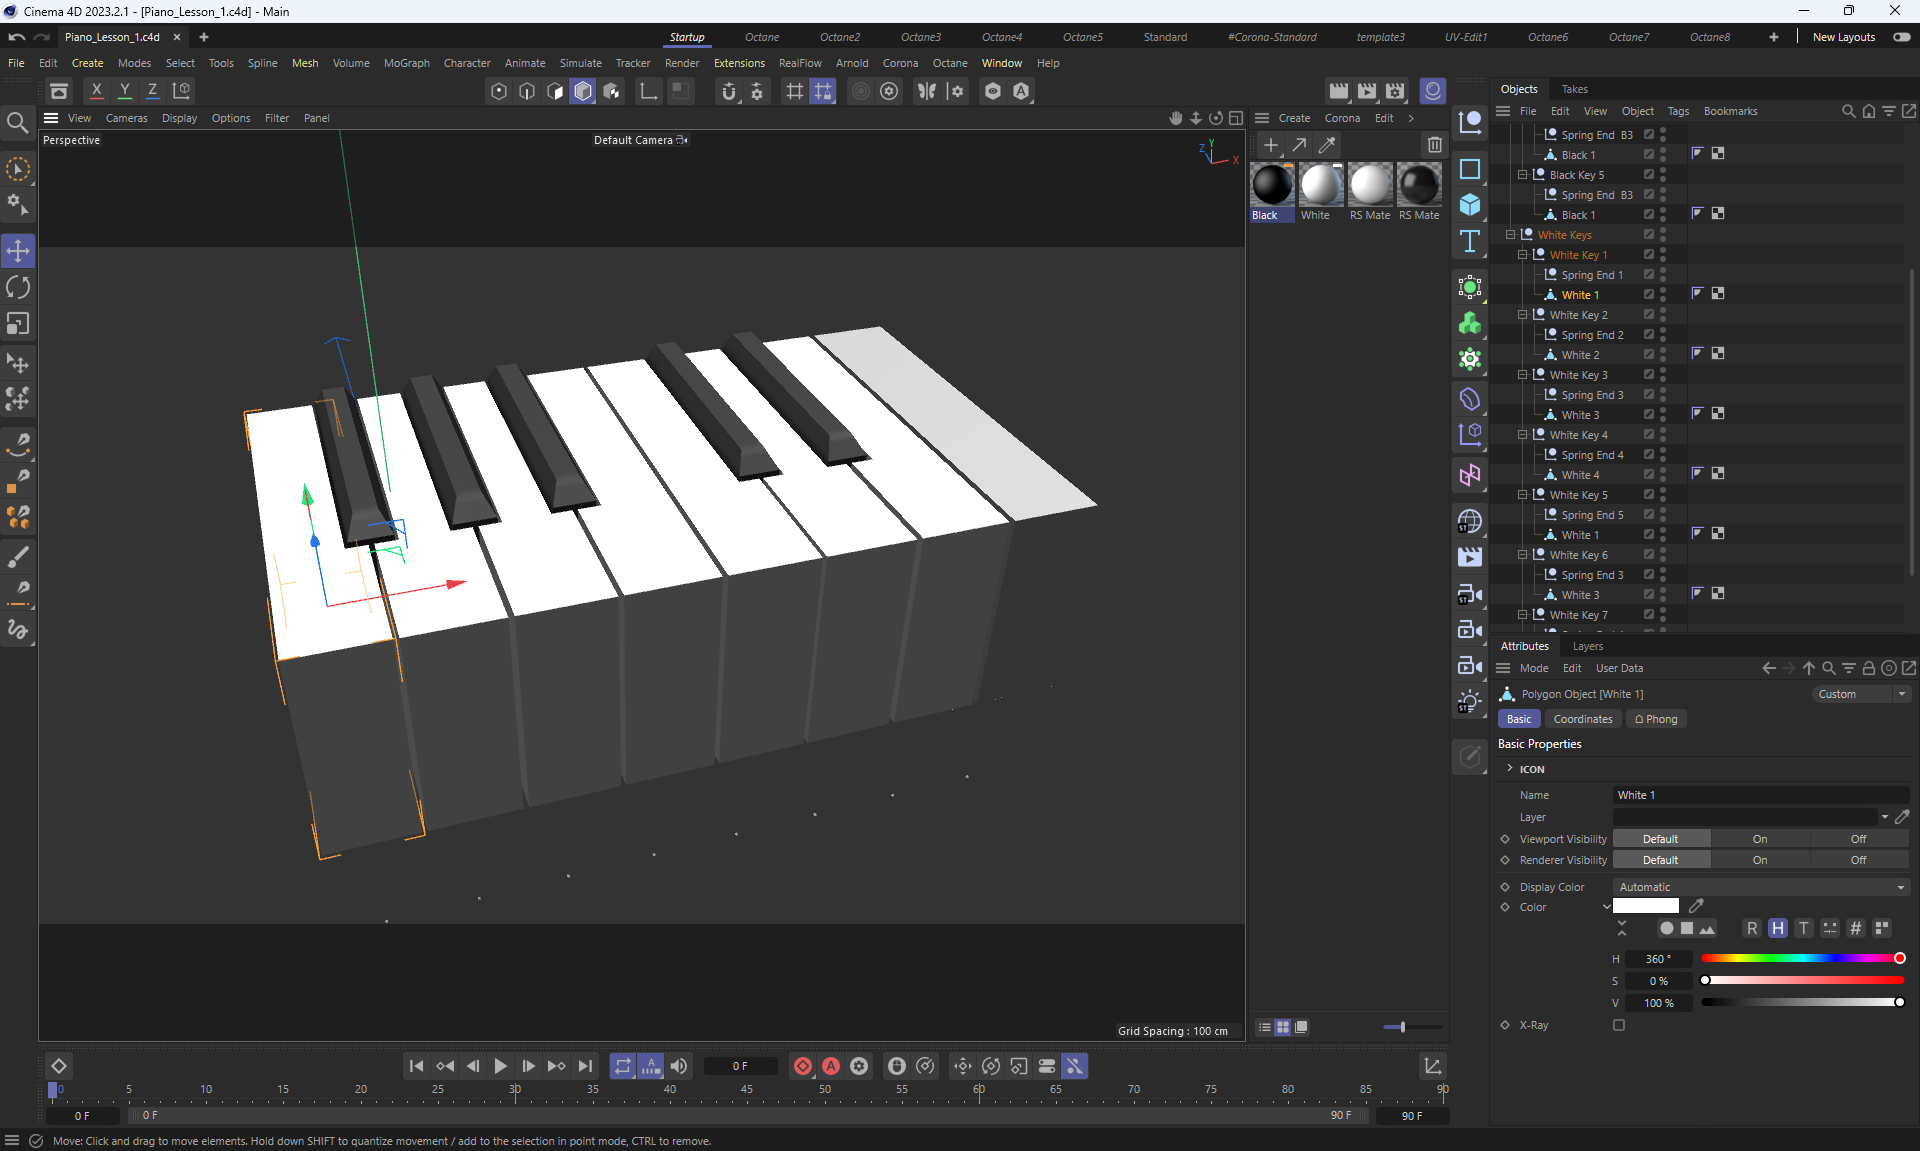 Cinema 4D 2023.2.1 - [Piano_Lesson_1.c4d] - Main
Piano_Lesson_1.c4d
Startup Octane Octane2 Octane3 Octane4 Octane5 Standard #Corona-Standard template3 UV-Edit1 Octane6 Octane7 Octane8 New Layouts
File Edit Create Modes Select Tools Spline Mesh Volume MoGraph Character Animate Simulate Tracker Render Extensions RealFlow Arnold Corona Octane Window Help
X Y Z
Objects Takes
View Cameras Display Options Filter Panel
Create Corona Edit
File Edit View Object Tags Bookmarks
Perspective
Default Camera
Z Y X
Black White RS Mate RS Mate
Spring End B3
Black 1
Black Key 5
Spring End B3
Black 1
White Keys
White Key 1
Spring End 1
White 1
White Key 2
Spring End 2
White 2
White Key 3
Spring End 3
White 3
White Key 4
Spring End 4
White 4
White Key 5
Spring End 5
White 1
White Key 6
Spring End 3
White 3
White Key 7
Attributes Layers
Mode Edit User Data
Polygon Object [White 1]
Custom
Basic Coordinates Phong
Basic Properties
ICON
Name White 1
Layer
Viewport Visibility Default On Off
Renderer Visibility Default On Off
Display Color Automatic
Color
R H T #
H 360 °
S 0 %
V 100 %
X-Ray
Grid Spacing : 100 cm
0 F
0 5 10 15 20 25 30 35 40 45 50 55 60 65 70 75 80 85 90
0 F 0 F 90 F 90 F
Move: Click and drag to move elements. Hold down SHIFT to quantize movement / add to the selection in point mode, CTRL to remove.